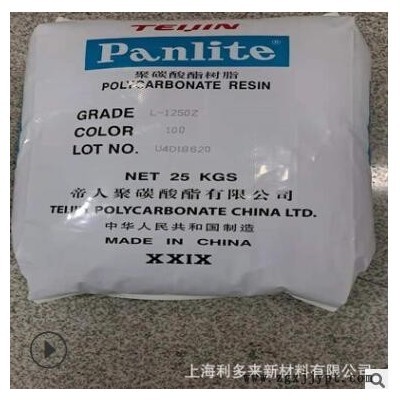 TEIJIN
Panlite®
聚碳酸酯树脂
POLYCARBONATE RESIN
GRADE L-1250Z
COLOR 100
LOT NO. U4018620
NET 25 KGS
帝人聚碳酸酯有限公司
TEIJIN POLYCARBONATE CHINA LTD.
中华人民共和国制造
MADE IN CHINA
XXIX
上海利多来新材料有限公司